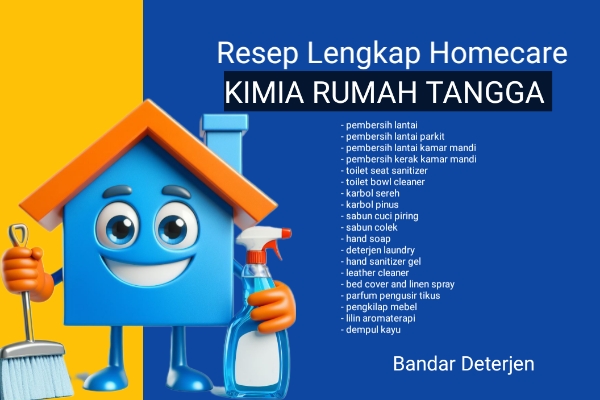 Resep Lengkap Homecare
KIMIA RUMAH TANGGA
- pembersih lantai
- pembersih lantai parkit
- pembersih lantai kamar mandi
- pembersih kerak kamar mandi
- toilet seat sanitizer
- toilet bowl cleaner
- karbol sereh
- karbol pinus
- sabun cuci piring
- sabun colek
- hand soap
- deterjen laundry
- hand sanitizer gel
- leather cleaner
- bed cover and linen spray
- parfum pengusir tikus
- pengkilap mebel
- lilin aromaterapi
- dempul kayu
Bandar Deterjen